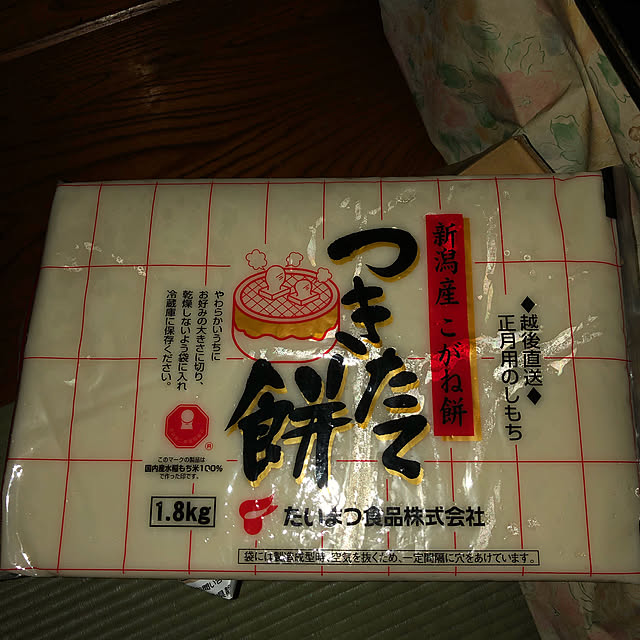 ◆越後直送◆
正月用のしもち
新潟産 こがね餅
つきたて
餅
やわらかいうちに
お好みの大きさに切り、
乾燥しないよう袋に入れ
冷蔵庫に保存ください。
®
このマークの製品は
国内産水稲もち米100%
で作った印です。
1.8kg
たいまつ食品株式会社
袋には製造成型時、空気を抜くため、一定間隔に穴をあけています。